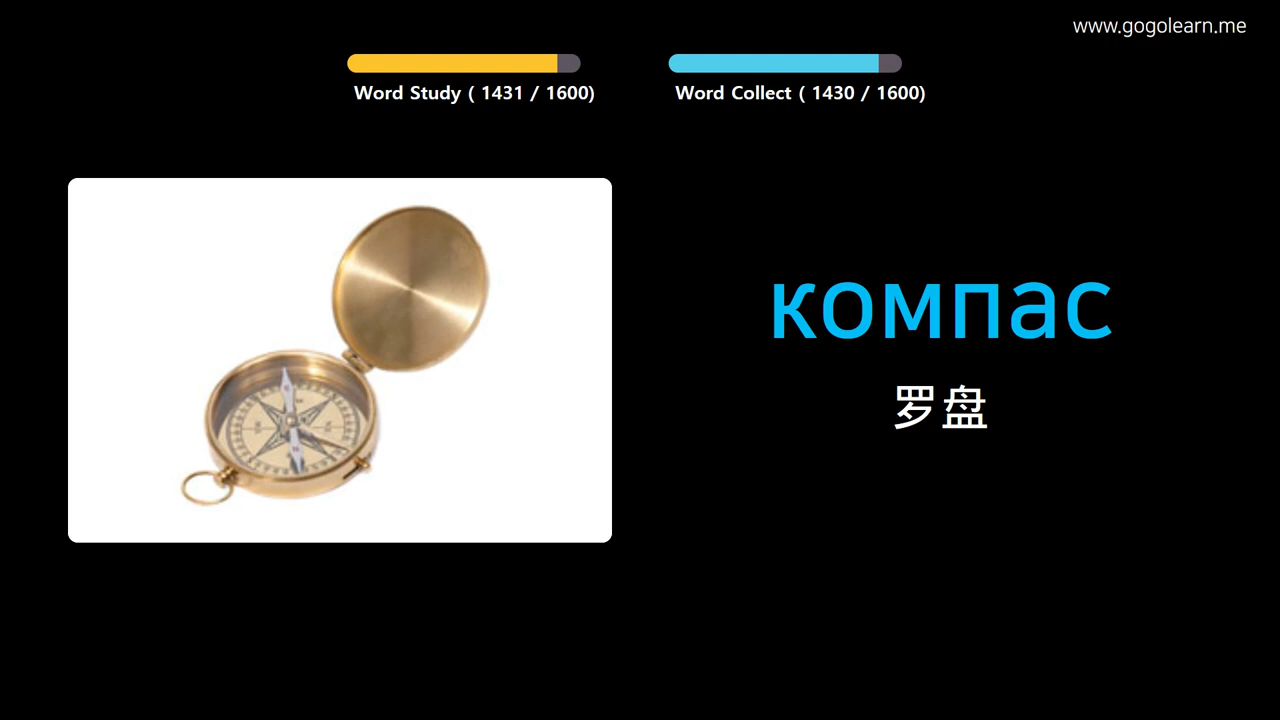 www.gogolearn.me
Word Study ( 1431 / 1600)
Word Collect ( 1430 / 1600)
компас
罗盘